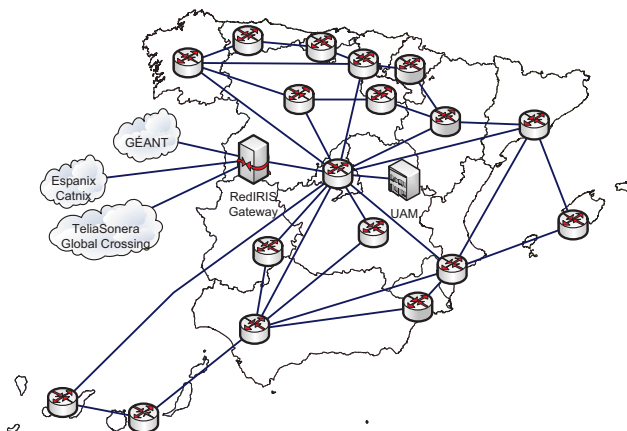 GÉANT
Espanix
Catnix
TeliaSonera
Global Crossing
RedIRIS
Gateway
UAM